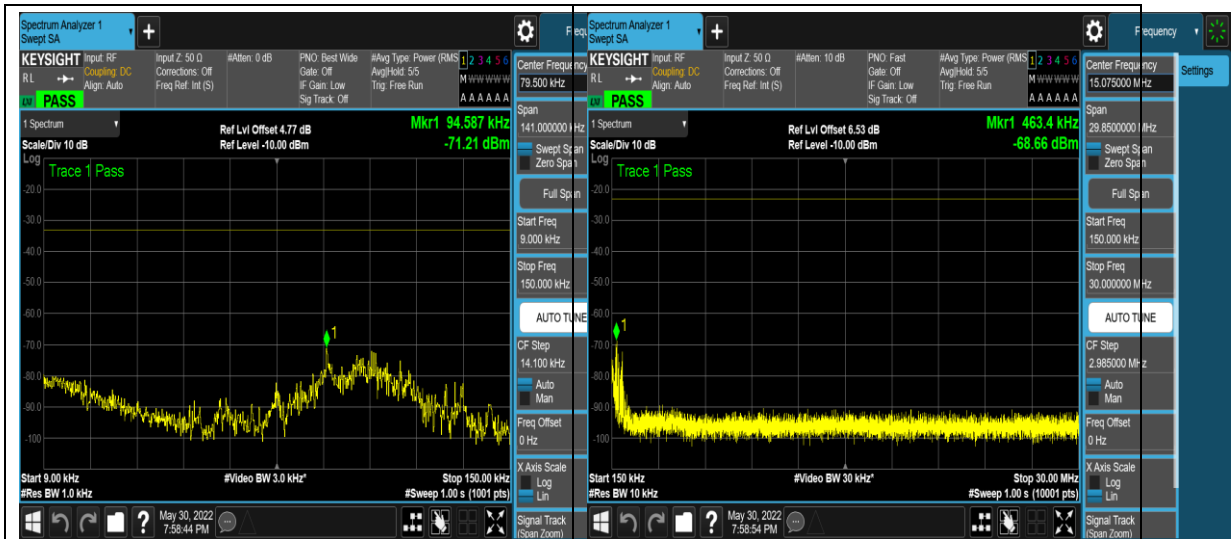 Spectrum Analyzer 1
Swept SA
+
KEYSIGHT
Input: RF
Coupling: DC
Align: Auto
Input Z: 50 Ω
Corrections: Off
Freq Ref: Int (S)
#Atten: 0 dB
PNO: Best Wide
Gate: Off
IF Gain: Low
Sig Track: Off
#Avg Type: Power (RMS
Avg|Hold: 5/5
Trig: Free Run
1 2 3 4 5 6
M W W W W W
A A A A A A
RL
PASS
1 Spectrum
Scale/Div 10 dB
Ref Lvl Offset 4.77 dB
Ref Level -10.00 dBm
Mkr1 94.587 kHz
-71.21 dBm
Log
Trace 1 Pass
1
-20.0
-30.0
-40.0
-50.0
-60.0
-70.0
-80.0
-90.0
-100
Start 9.00 kHz
#Res BW 1.0 kHz
#Video BW 3.0 kHz*
Stop 150.00 kHz
#Sweep 1.00 s (1001 pts)
?
May 30, 2022
7:58:44 PM
Center Frequency
79.500 kHz
Span
141.000000 kHz
Swept Span
Zero Span
Full Span
Start Freq
9.000 kHz
Stop Freq
150.000 kHz
AUTO TUNE
CF Step
14.100 kHz
Auto
Man
Freq Offset
0 Hz
X Axis Scale
Log
Lin
Signal Track
(Span Zoom)
Spectrum Analyzer 1
Swept SA
+
Frequency
Settings
KEYSIGHT
Input: RF
Coupling: DC
Align: Auto
Input Z: 50 Ω
Corrections: Off
Freq Ref: Int (S)
#Atten: 10 dB
PNO: Fast
Gate: Off
IF Gain: Low
Sig Track: Off
#Avg Type: Power (RMS
Avg|Hold: 5/5
Trig: Free Run
1 2 3 4 5 6
M W W W W W
A A A A A A
RL
PASS
1 Spectrum
Scale/Div 10 dB
Ref Lvl Offset 6.53 dB
Ref Level -10.00 dBm
Mkr1 463.4 kHz
-68.66 dBm
Log
Trace 1 Pass
1
-20.0
-30.0
-40.0
-50.0
-60.0
-70.0
-80.0
-90.0
-100
Start 150 kHz
#Res BW 10 kHz
#Video BW 30 kHz*
Stop 30.00 MHz
#Sweep 1.00 s (10001 pts)
?
May 30, 2022
7:58:54 PM
Center Frequency
15.075000 MHz
Span
29.8500000 MHz
Swept Span
Zero Span
Full Span
Start Freq
150.000 kHz
Stop Freq
30.000000 MHz
AUTO TUNE
CF Step
2.985000 MHz
Auto
Man
Freq Offset
0 Hz
X Axis Scale
Log
Lin
Signal Track
(Span Zoom)